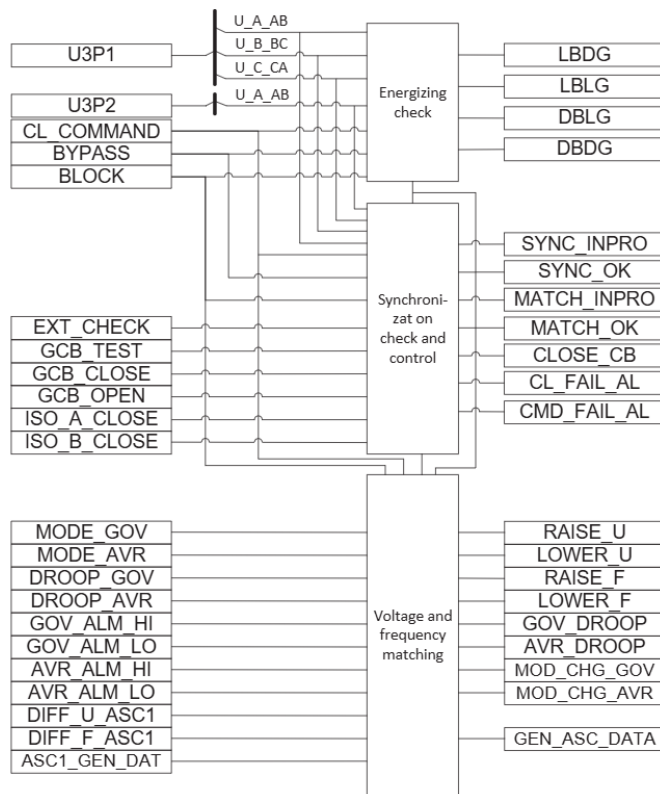 U_A_AB
U3P1
U_B_BC
U_C_CA
U3P2
U_A_AB
CL_COMMAND
BYPASS
BLOCK
Energizing
check
LBDG
LBLG
DBLG
DBDG
EXT_CHECK
GCB_TEST
GCB_CLOSE
GCB_OPEN
ISO_A_CLOSE
ISO_B_CLOSE
Synchroni-
zati on
check and
control
SYNC_INPRO
SYNC_OK
MATCH_INPRO
MATCH_OK
CLOSE_CB
CL_FAIL_AL
CMD_FAIL_AL
MODE_GOV
MODE_AVR
DROOP_GOV
DROOP_AVR
GOV_ALM_HI
GOV_ALM_LO
AVR_ALM_HI
AVR_ALM_LO
DIFF_U_ASC1
DIFF_F_ASC1
ASC1_GEN_DAT
Voltage and
frequency
matching
RAISE_U
LOWER_U
RAISE_F
LOWER_F
GOV_DROOP
AVR_DROOP
MOD_CHG_GOV
MOD_CHG_AVR
GEN_ASC_DATA